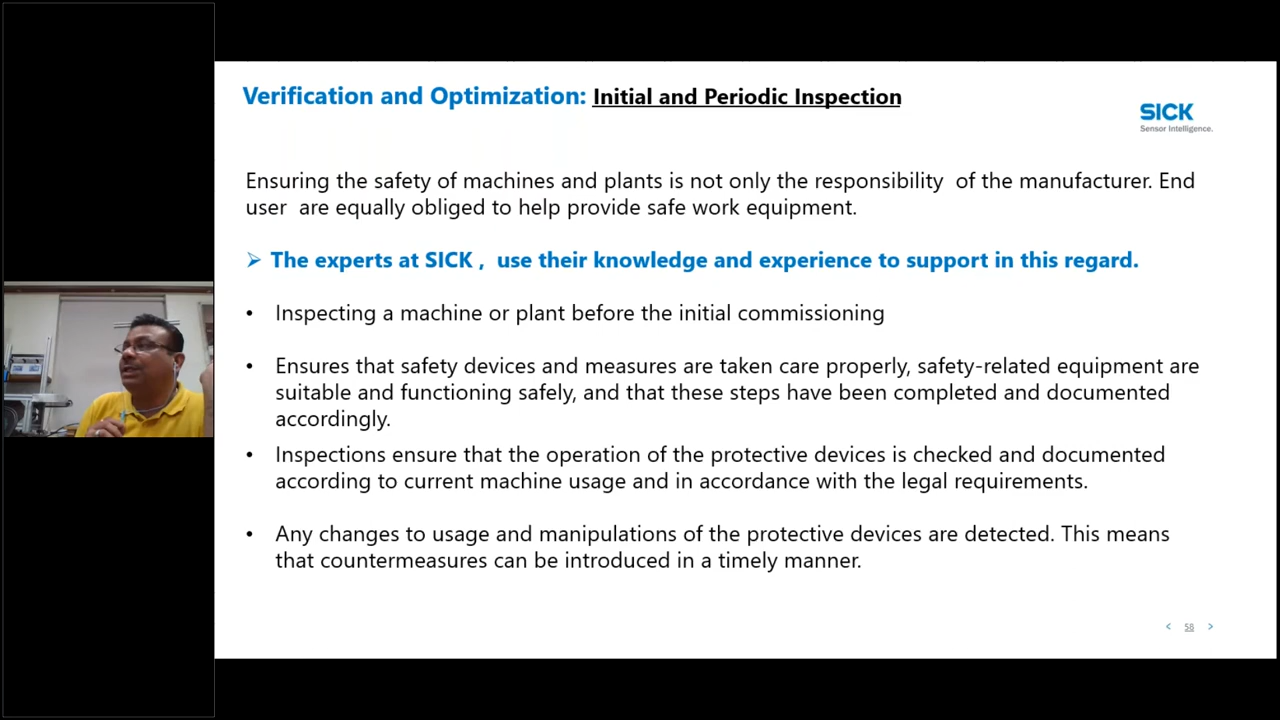 Verification and Optimization: Initial and Periodic Inspection
SICK
Sensor Intelligence.
Ensuring the safety of machines and plants is not only the responsibility of the manufacturer. End
user are equally obliged to help provide safe work equipment.
➢ The experts at SICK , use their knowledge and experience to support in this regard.
• Inspecting a machine or plant before the initial commissioning
• Ensures that safety devices and measures are taken care properly, safety-related equipment are
suitable and functioning safely, and that these steps have been completed and documented
accordingly.
• Inspections ensure that the operation of the protective devices is checked and documented
according to current machine usage and in accordance with the legal requirements.
• Any changes to usage and manipulations of the protective devices are detected. This means
that countermeasures can be introduced in a timely manner.
< 58 >